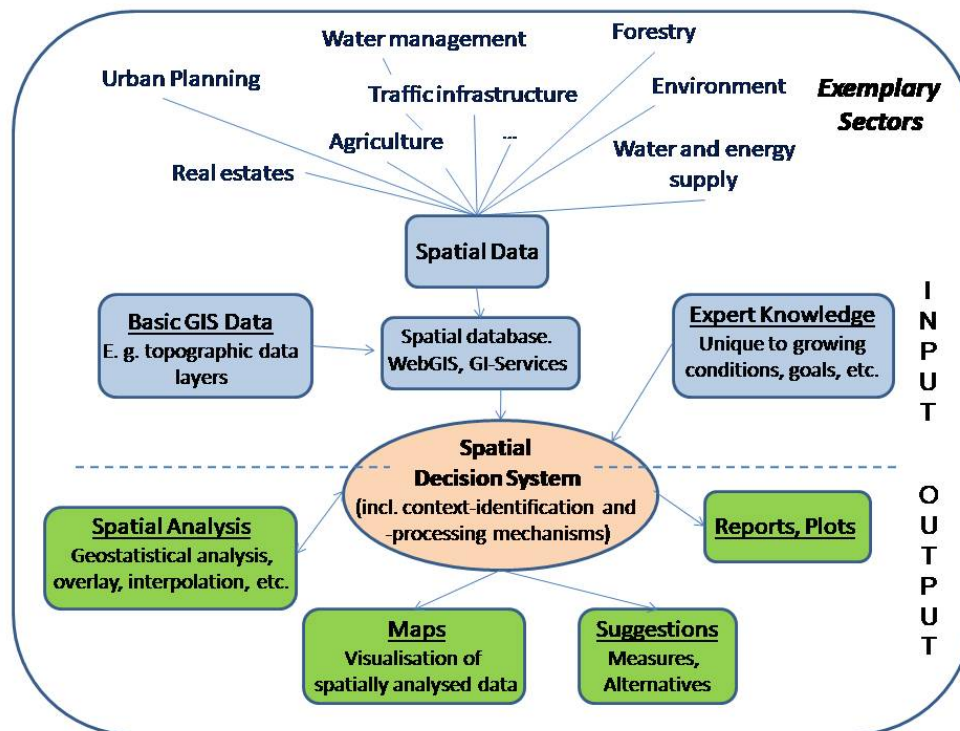 Water management
Forestry
Urban Planning
Traffic infrastructure
Environment
Exemplary
Sectors
Agriculture
...
Real estates
Water and energy
supply
Spatial Data
Basic GIS Data
E. g. topographic data
layers
Spatial database.
WebGIS, GI-Services
Expert Knowledge
Unique to growing
conditions, goals, etc.
I
N
P
U
T
Spatial
Decision System
(incl. context-identification and
-processing mechanisms)
Spatial Analysis
Geostatistical analysis,
overlay, interpolation, etc.
Reports, Plots
O
U
T
P
U
T
Maps
Visualisation of
spatially analysed data
Suggestions
Measures,
Alternatives